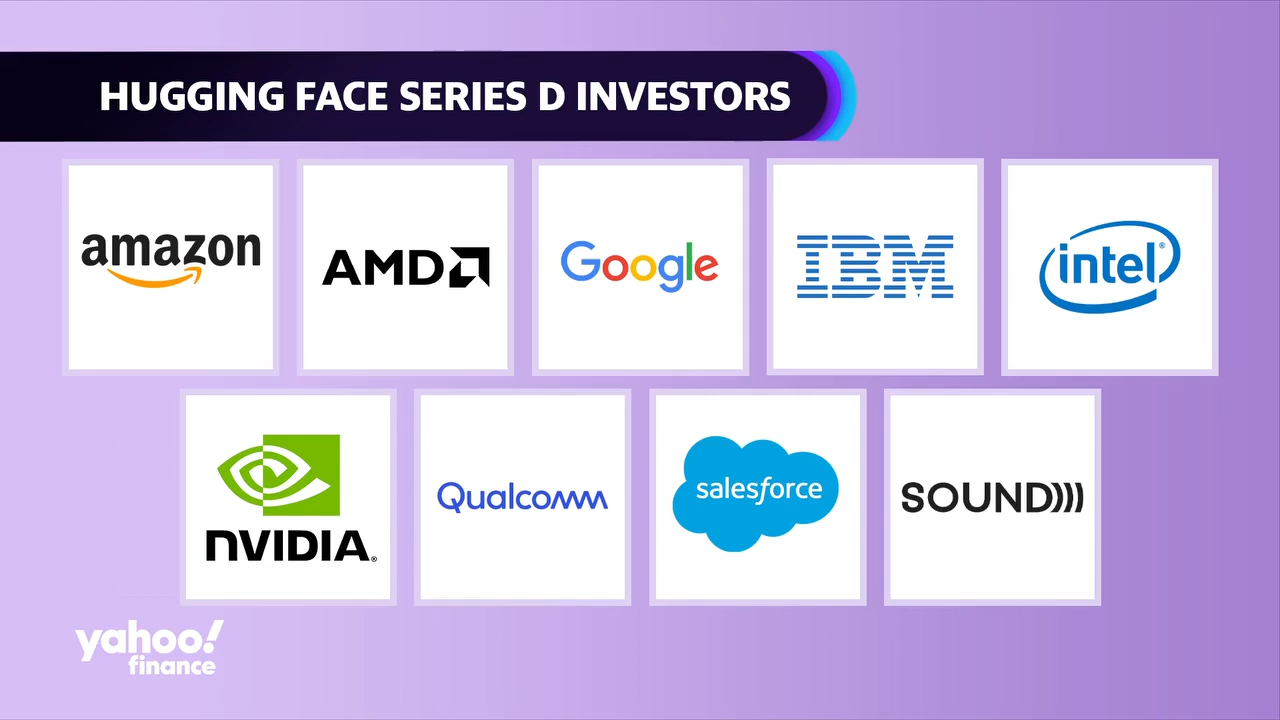 HUGGING FACE SERIES D INVESTORS
amazon
AMD
Google
IBM
intel®
NVIDIA®
Qualcomm
salesforce
SOUND
yahoo!
finance